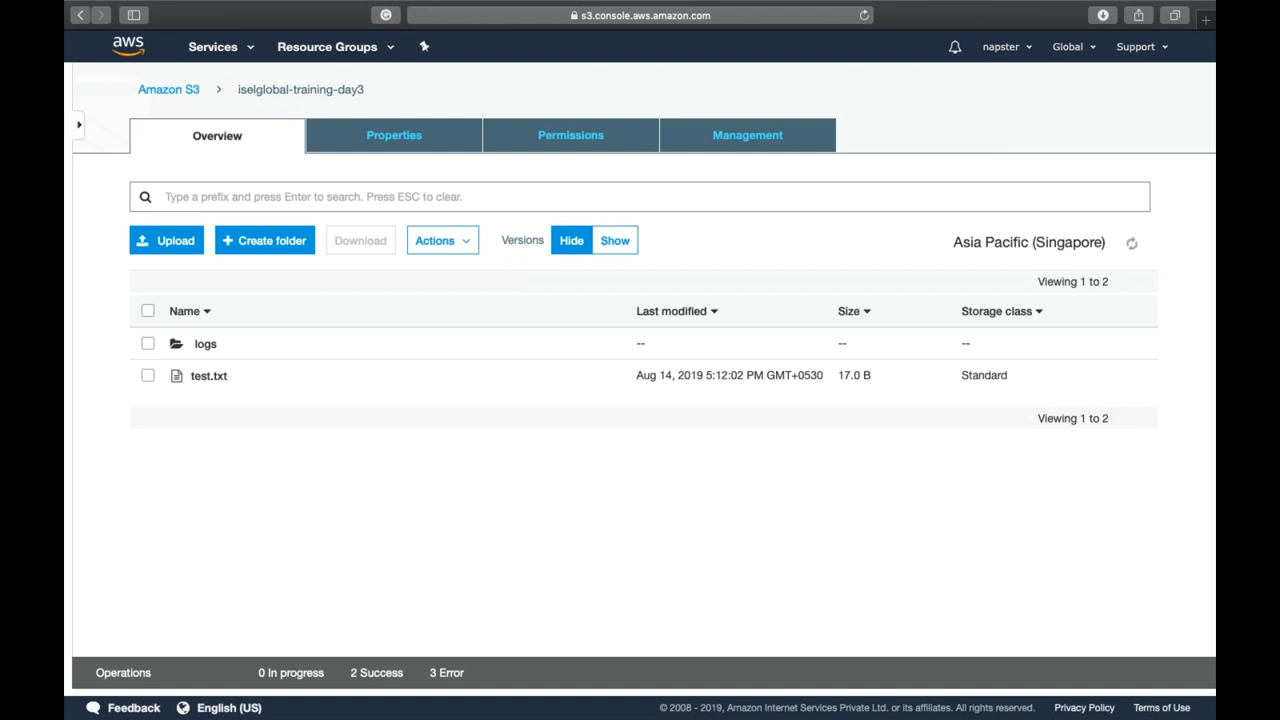 s3.console.aws.amazon.com
aws Services Resource Groups napster Global Support
Amazon S3 iselglobal-training-day3
Overview Properties Permissions Management
Type a prefix and press Enter to search. Press ESC to clear.
Upload + Create folder Download Actions Versions Hide Show Asia Pacific (Singapore)
Viewing 1 to 2
Name Last modified Size Storage class
logs -- -- --
test.txt Aug 14, 2019 5:12:02 PM GMT+0530 17.0 B Standard
Viewing 1 to 2
Operations 0 In progress 2 Success 3 Error
Feedback English (US) © 2008 - 2019, Amazon Internet Services Private Ltd. or its affiliates. All rights reserved. Privacy Policy Terms of Use